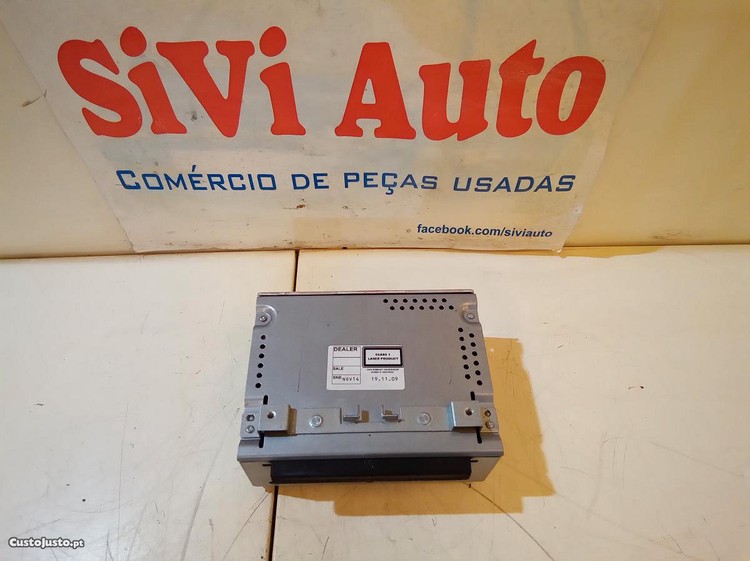 SiVi Auto
COMÉRCIO DE PEÇAS USADAS
facebook.com/siviauto
DEALER
CLASS 1
LASER PRODUCT
SALE
19.11.09
CustoJusto.pt